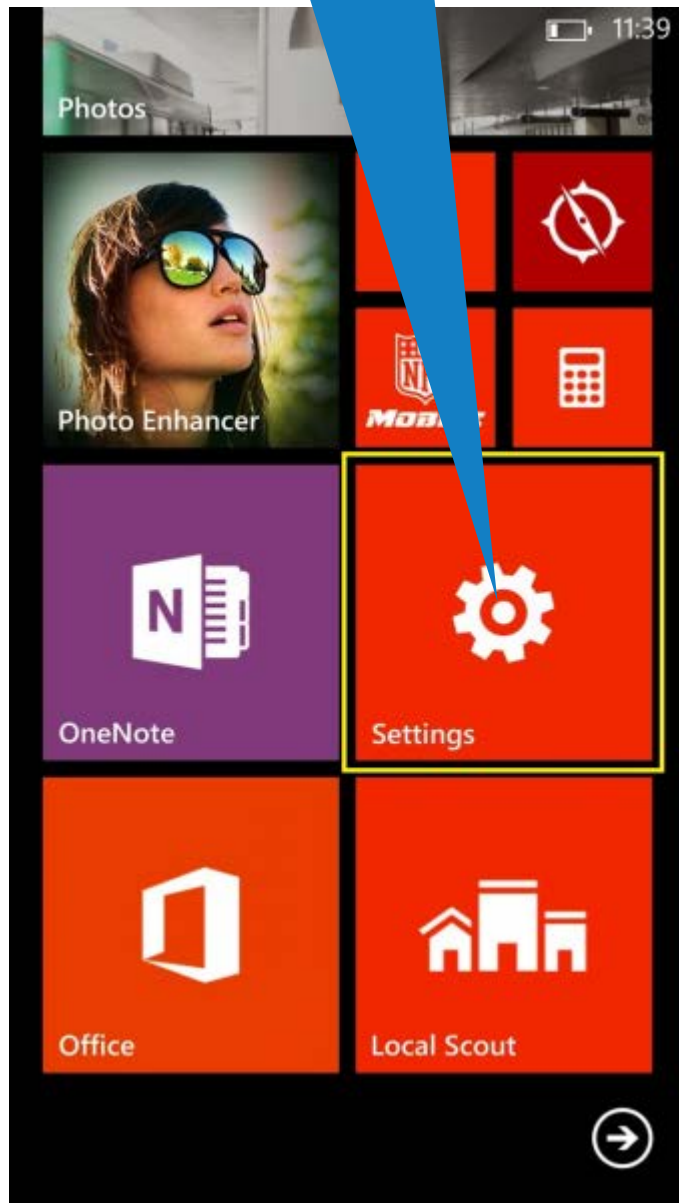 11:39
Photos
Photo Enhancer
OneNote
N
Settings
Office
Local Scout